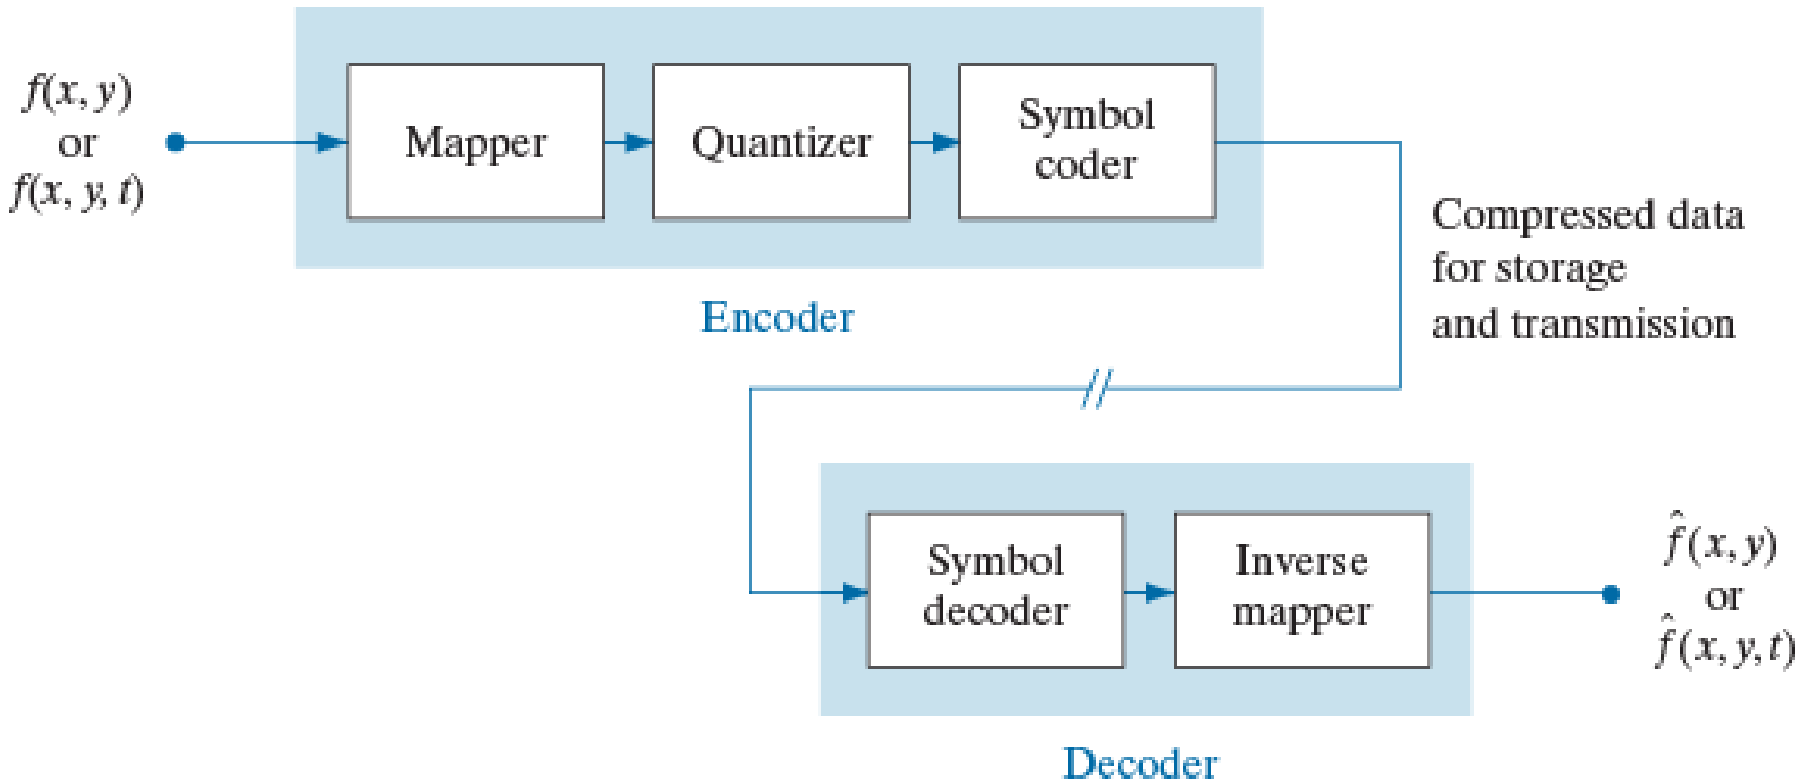 f(x, y)
or
f(x, y, t)
Mapper
Quantizer
Symbol
coder
Compressed data
for storage
and transmission
Encoder
Symbol
decoder
Inverse
mapper
f̂(x, y)
or
f̂(x, y, t)
Decoder